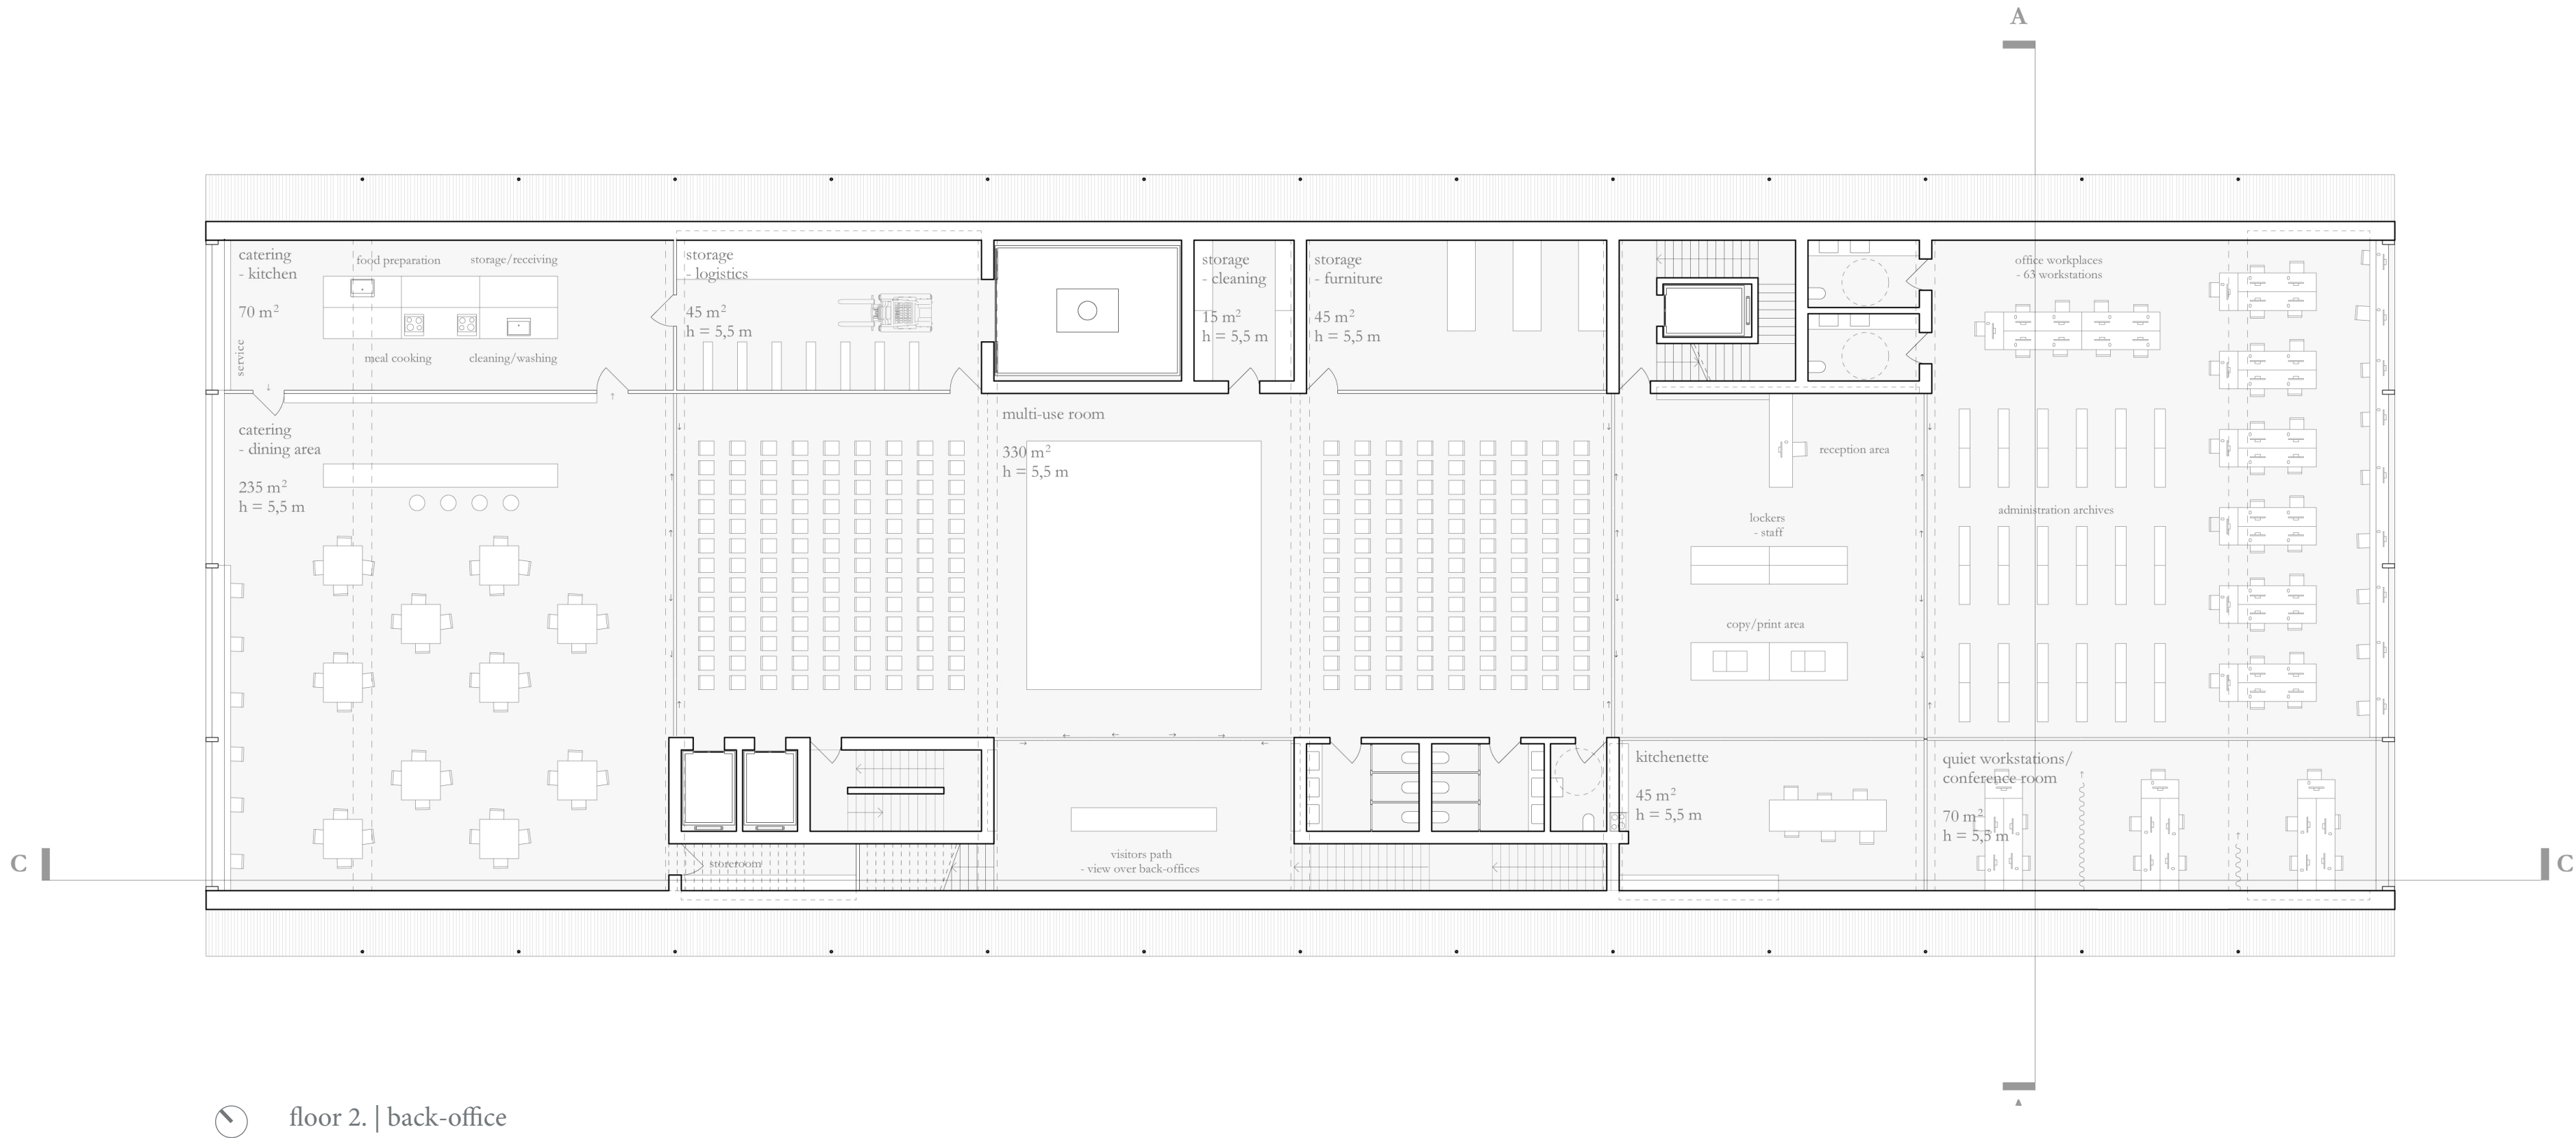 A
catering
- kitchen
70 m²
service
food preparation
storage/receiving
meal cooking
cleaning/washing
storage
- logistics
45 m²
h = 5,5 m
storage
- cleaning
15 m²
h = 5,5 m
storage
- furniture
45 m²
h = 5,5 m
office workplaces
- 63 workstations
catering
- dining area
235 m²
h = 5,5 m
multi-use room
330 m²
h = 5,5 m
reception area
lockers
- staff
copy/print area
administration archives
kitchenette
45 m²
h = 5,5 m
quiet workstations/
conference room
70 m²
h = 5,5 m
storeroom
visitors path
- view over back-offices
C
C
floor 2. | back-office